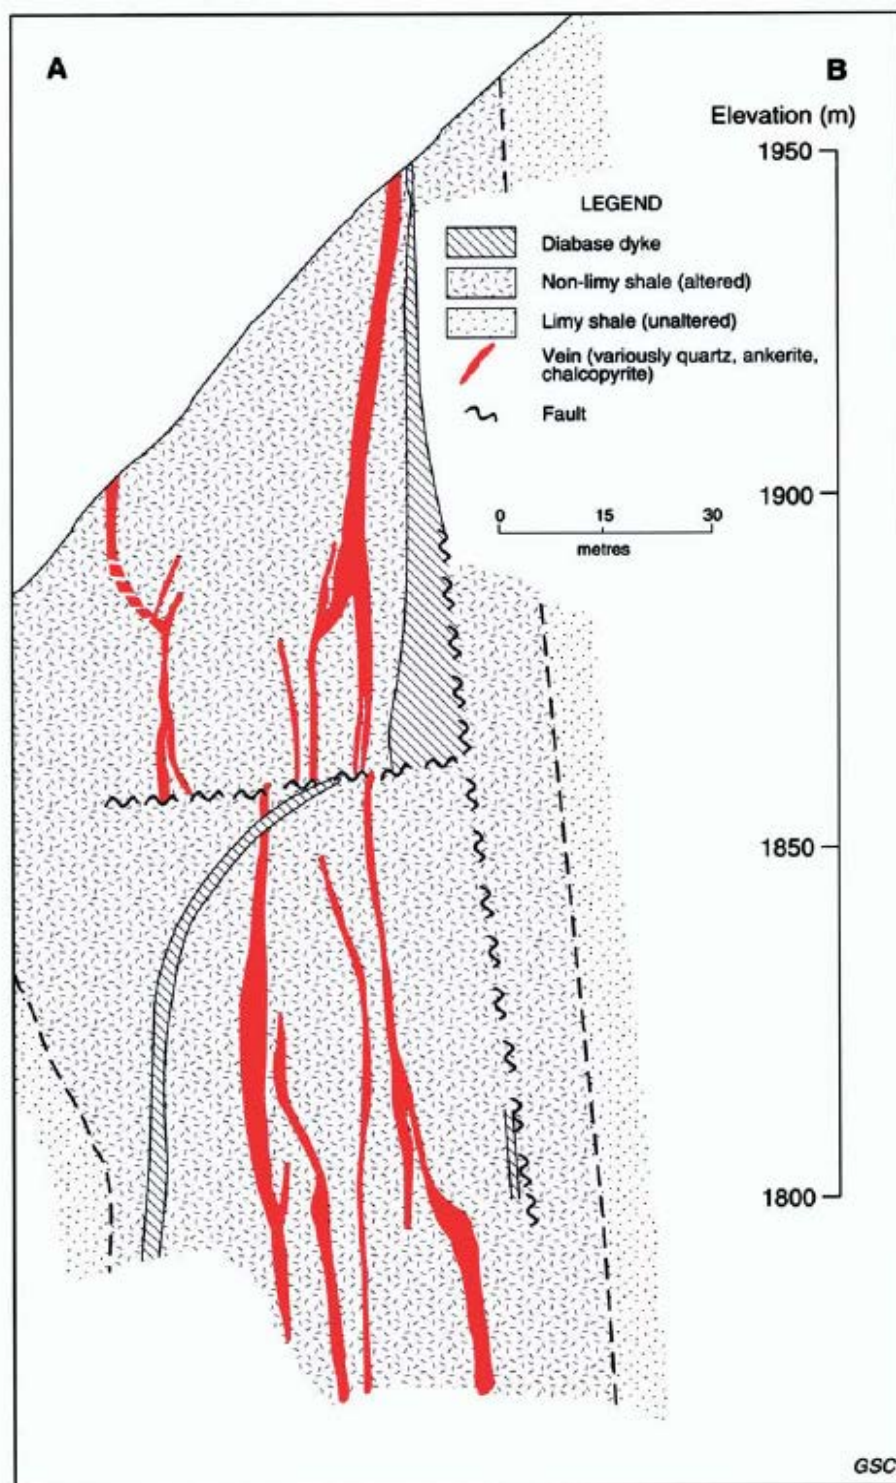 A
B
Elevation (m)
1950
LEGEND
Diabase dyke
Non-limy shale (altered)
Limy shale (unaltered)
Vein (variously quartz, ankerite,
chalcopyrite)
Fault
1900
0 15 30
metres
1850
1800
GSC